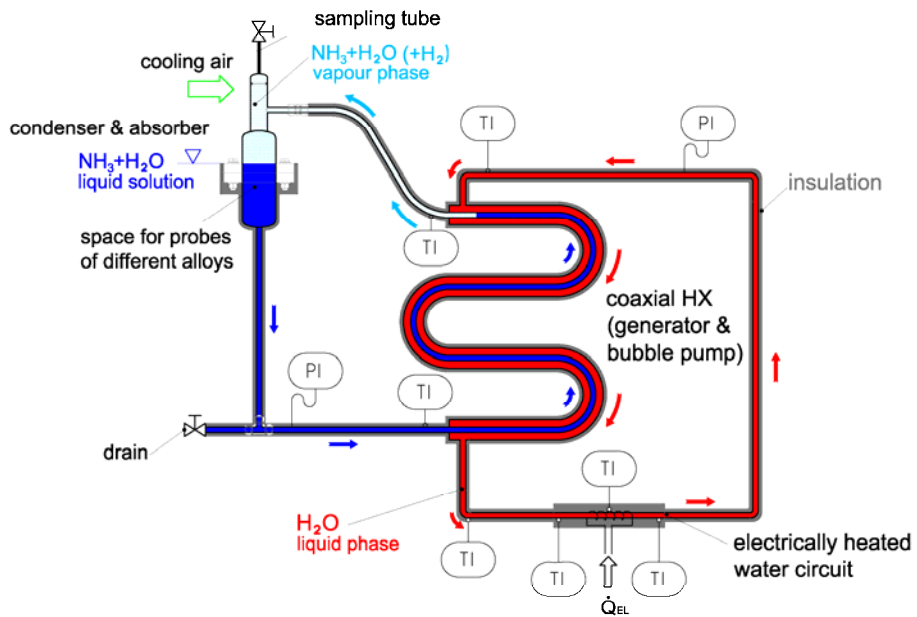 sampling tube
NH₃+H₂O (+H₂)
vapour phase
cooling air
condenser & absorber
NH₃+H₂O
liquid solution
space for probes
of different alloys
TI
PI
insulation
TI
coaxial HX
(generator &
bubble pump)
PI
TI
drain
TI
H₂O
liquid phase
TI
TI
TI
electrically heated
water circuit
Q̇EL